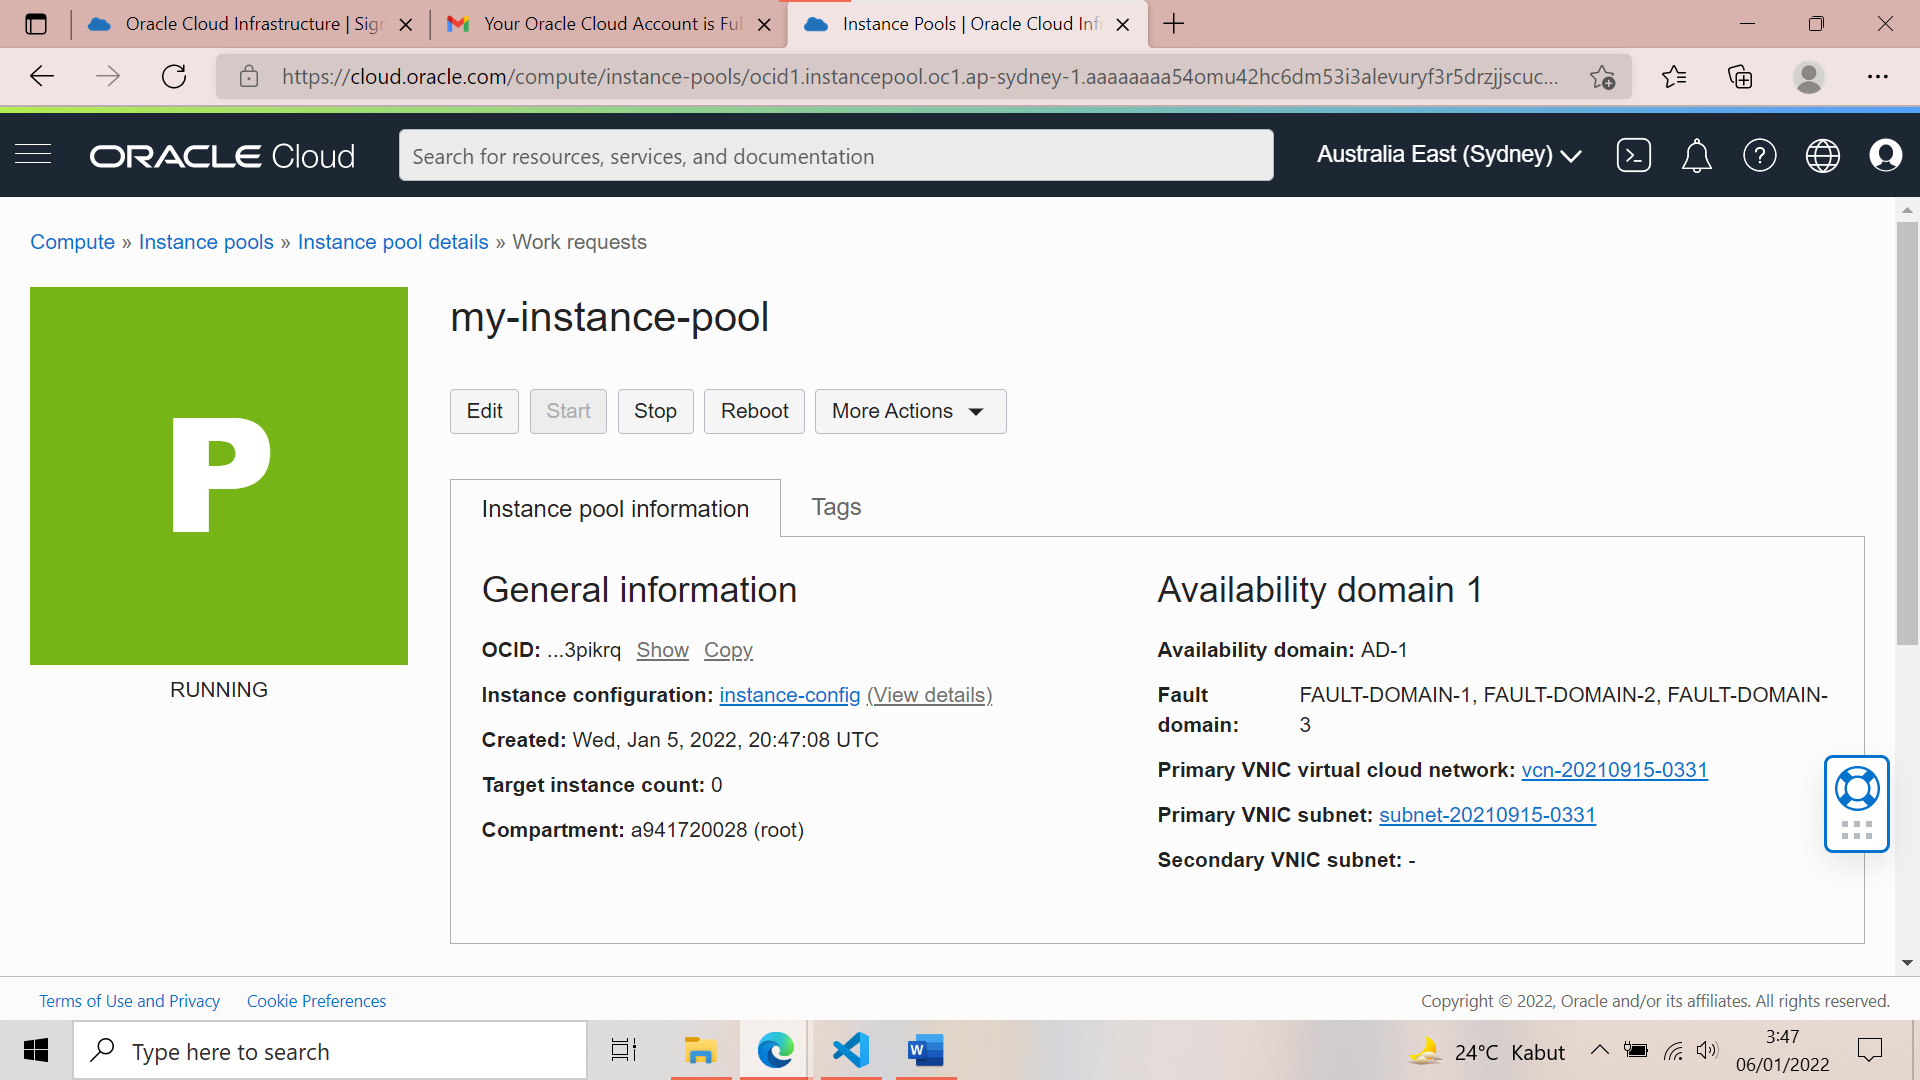 Oracle Cloud Infrastructure | Sign
Your Oracle Cloud Account is Full
Instance Pools | Oracle Cloud Infr
https://cloud.oracle.com/compute/instance-pools/ocid1.instancepool.oc1.ap-sydney-1.aaaaaaaa54omu42hc6dm53i3alevuryf3r5drzjjscuc...
ORACLE Cloud
Search for resources, services, and documentation
Australia East (Sydney)
Compute » Instance pools » Instance pool details » Work requests
P
RUNNING
my-instance-pool
Edit
Start
Stop
Reboot
More Actions
Instance pool information
Tags
General information
OCID: ...3pikrq Show Copy
Instance configuration: instance-config (View details)
Created: Wed, Jan 5, 2022, 20:47:08 UTC
Target instance count: 0
Compartment: a941720028 (root)
Availability domain 1
Availability domain: AD-1
Fault domain: FAULT-DOMAIN-1, FAULT-DOMAIN-2, FAULT-DOMAIN-3
Primary VNIC virtual cloud network: vcn-20210915-0331
Primary VNIC subnet: subnet-20210915-0331
Secondary VNIC subnet: -
Terms of Use and Privacy
Cookie Preferences
Copyright © 2022, Oracle and/or its affiliates. All rights reserved.
Type here to search
24°C Kabut
3:47
06/01/2022